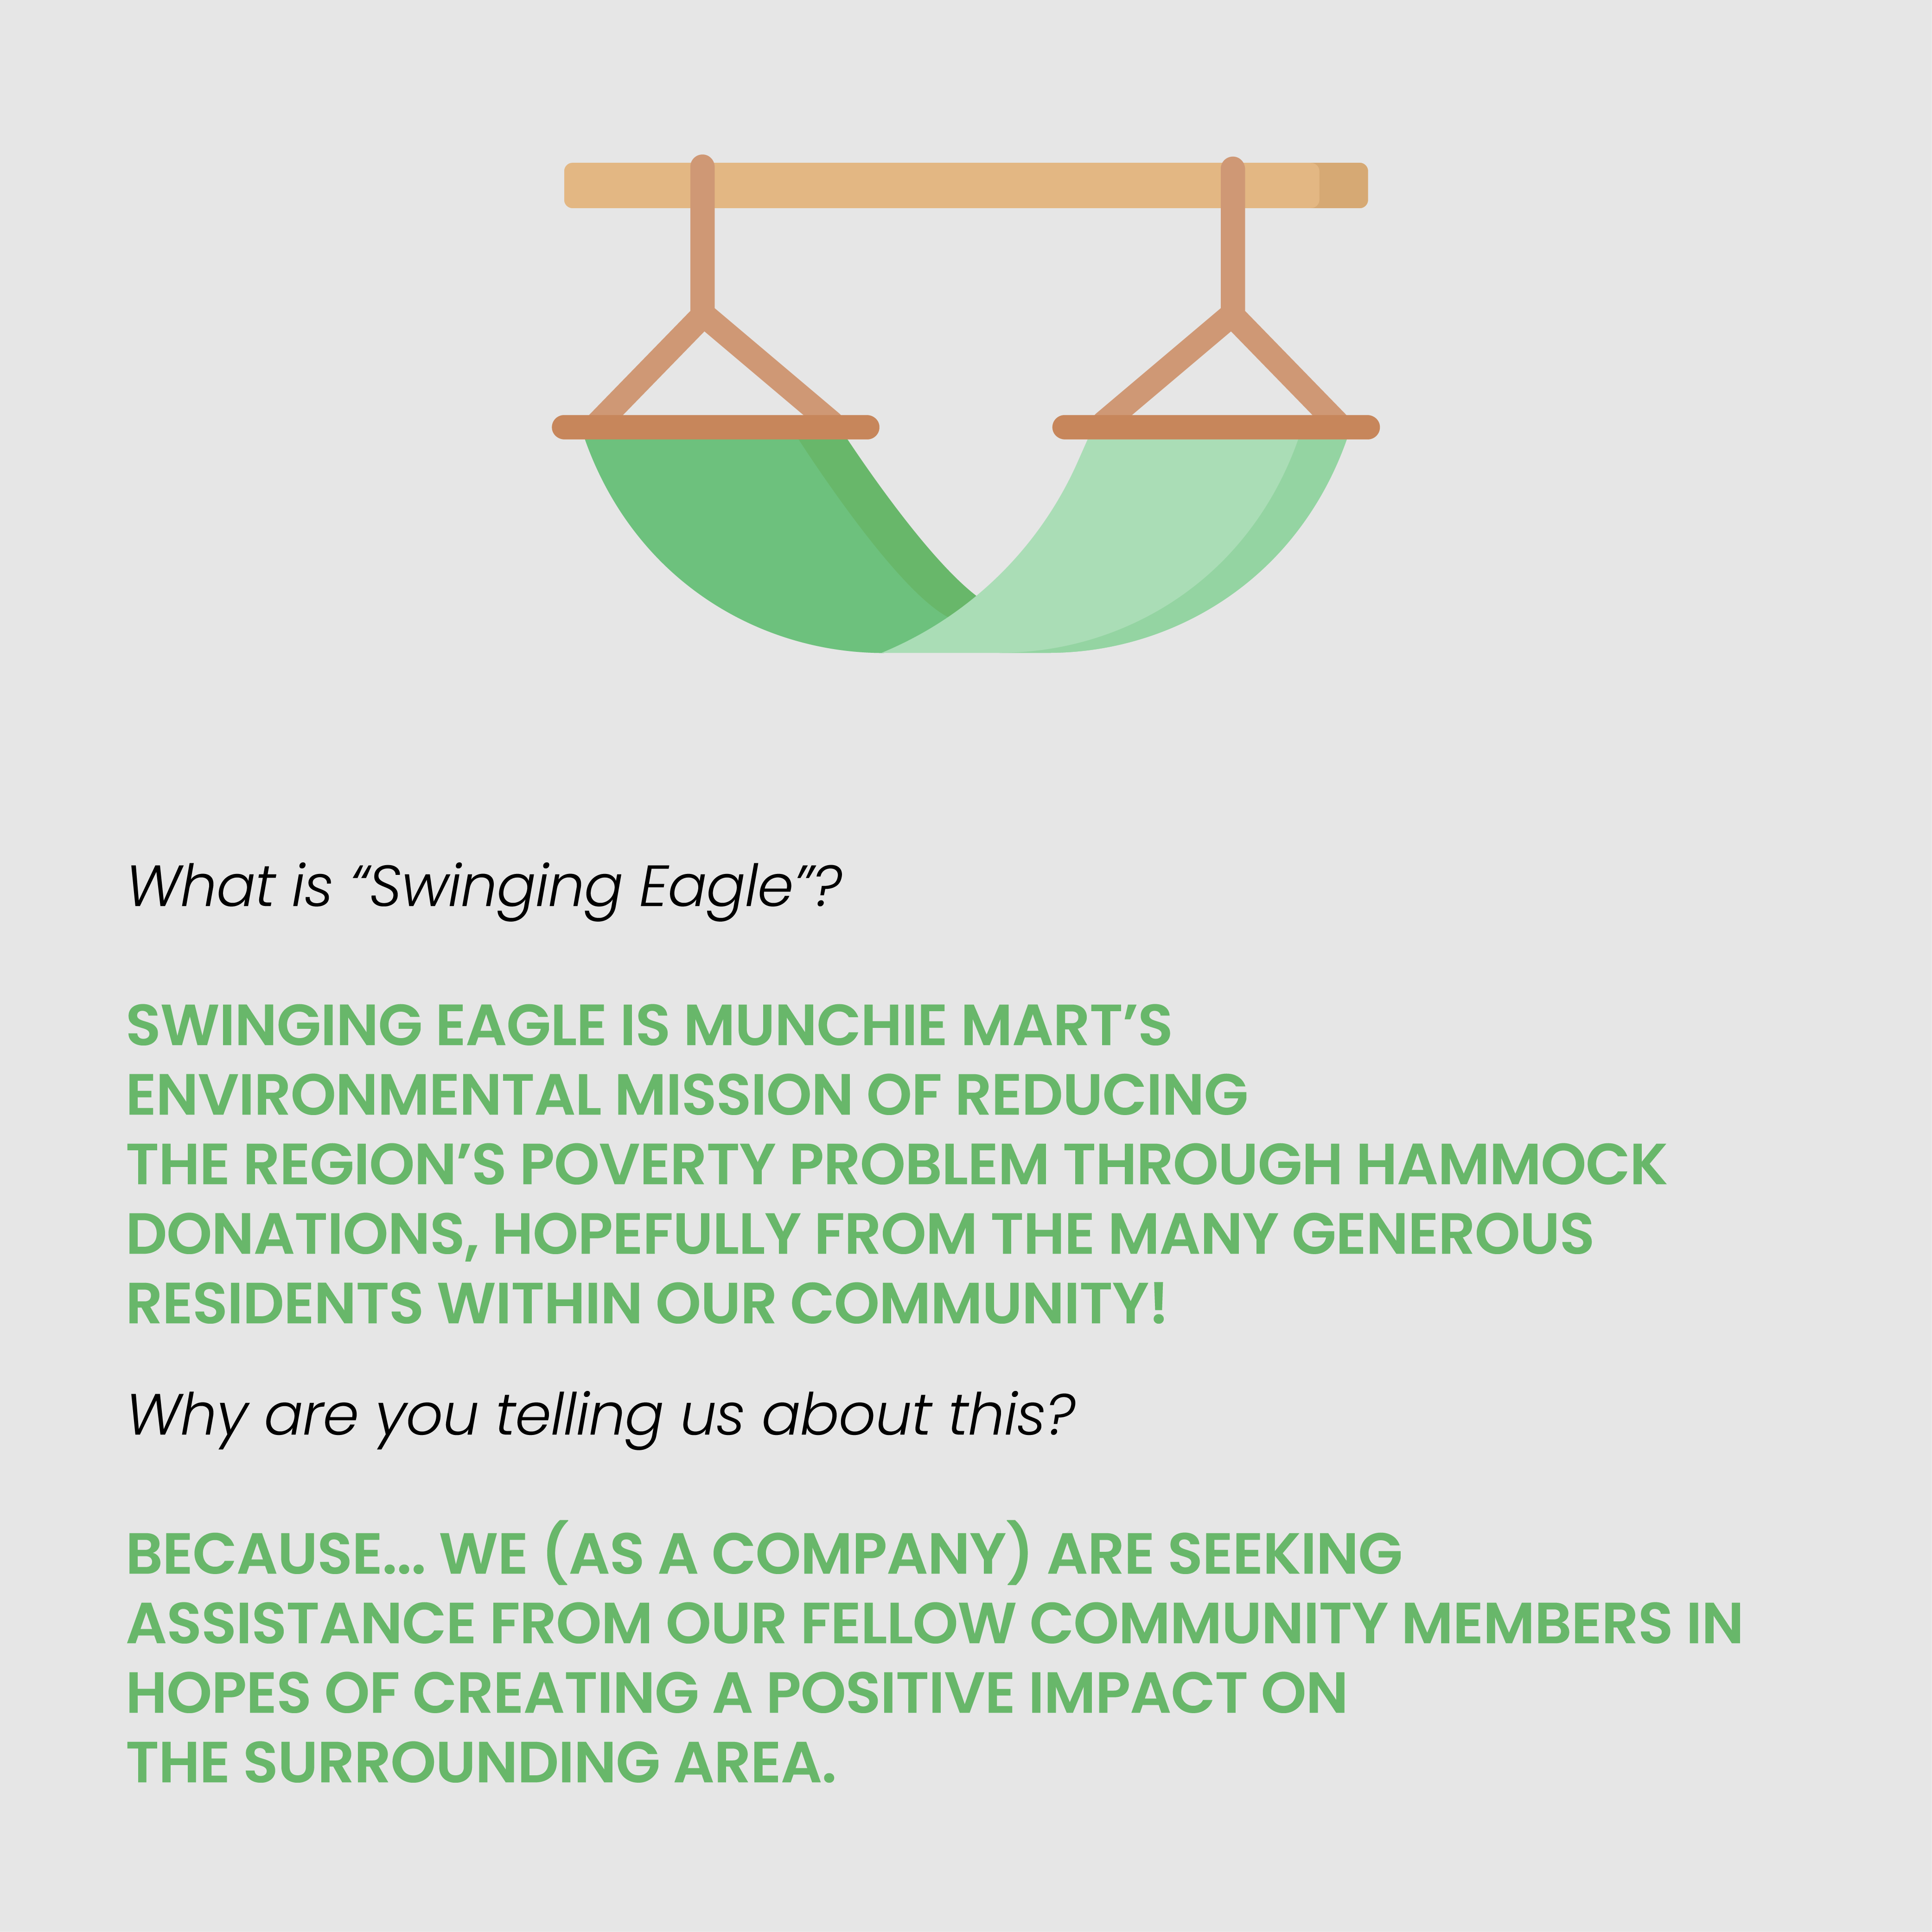 What is “Swinging Eagle”?
SWINGING EAGLE IS MUNCHIE MART’S
ENVIRONMENTAL MISSION OF REDUCING
THE REGION’S POVERTY PROBLEM THROUGH HAMMOCK
DONATIONS, HOPEFULLY FROM THE MANY GENEROUS
RESIDENTS WITHIN OUR COMMUNITY!
Why are you telling us about this?
BECAUSE... WE (AS A COMPANY) ARE SEEKING
ASSISTANCE FROM OUR FELLOW COMMUNITY MEMBERS IN
HOPES OF CREATING A POSITIVE IMPACT ON
THE SURROUNDING AREA.